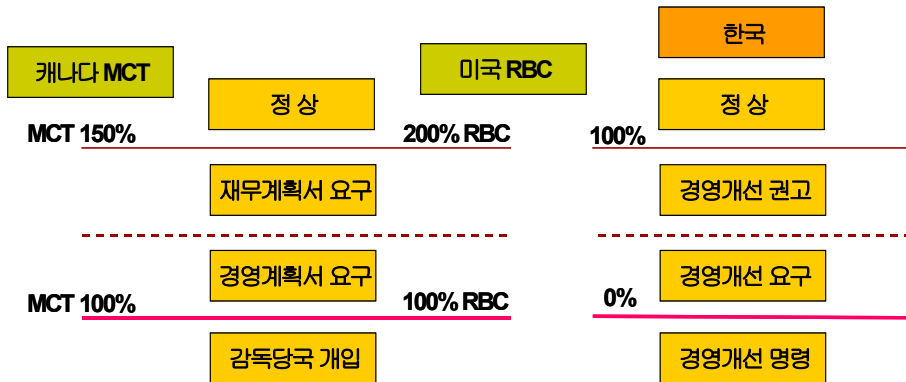 한국
캐나다 MCT
미국 RBC
정 상
정 상
MCT 150%
200% RBC
100%
재무계획서 요구
경영개선 권고
경영계획서 요구
경영개선 요구
MCT 100%
100% RBC
0%
감독당국 개입
경영개선 명령